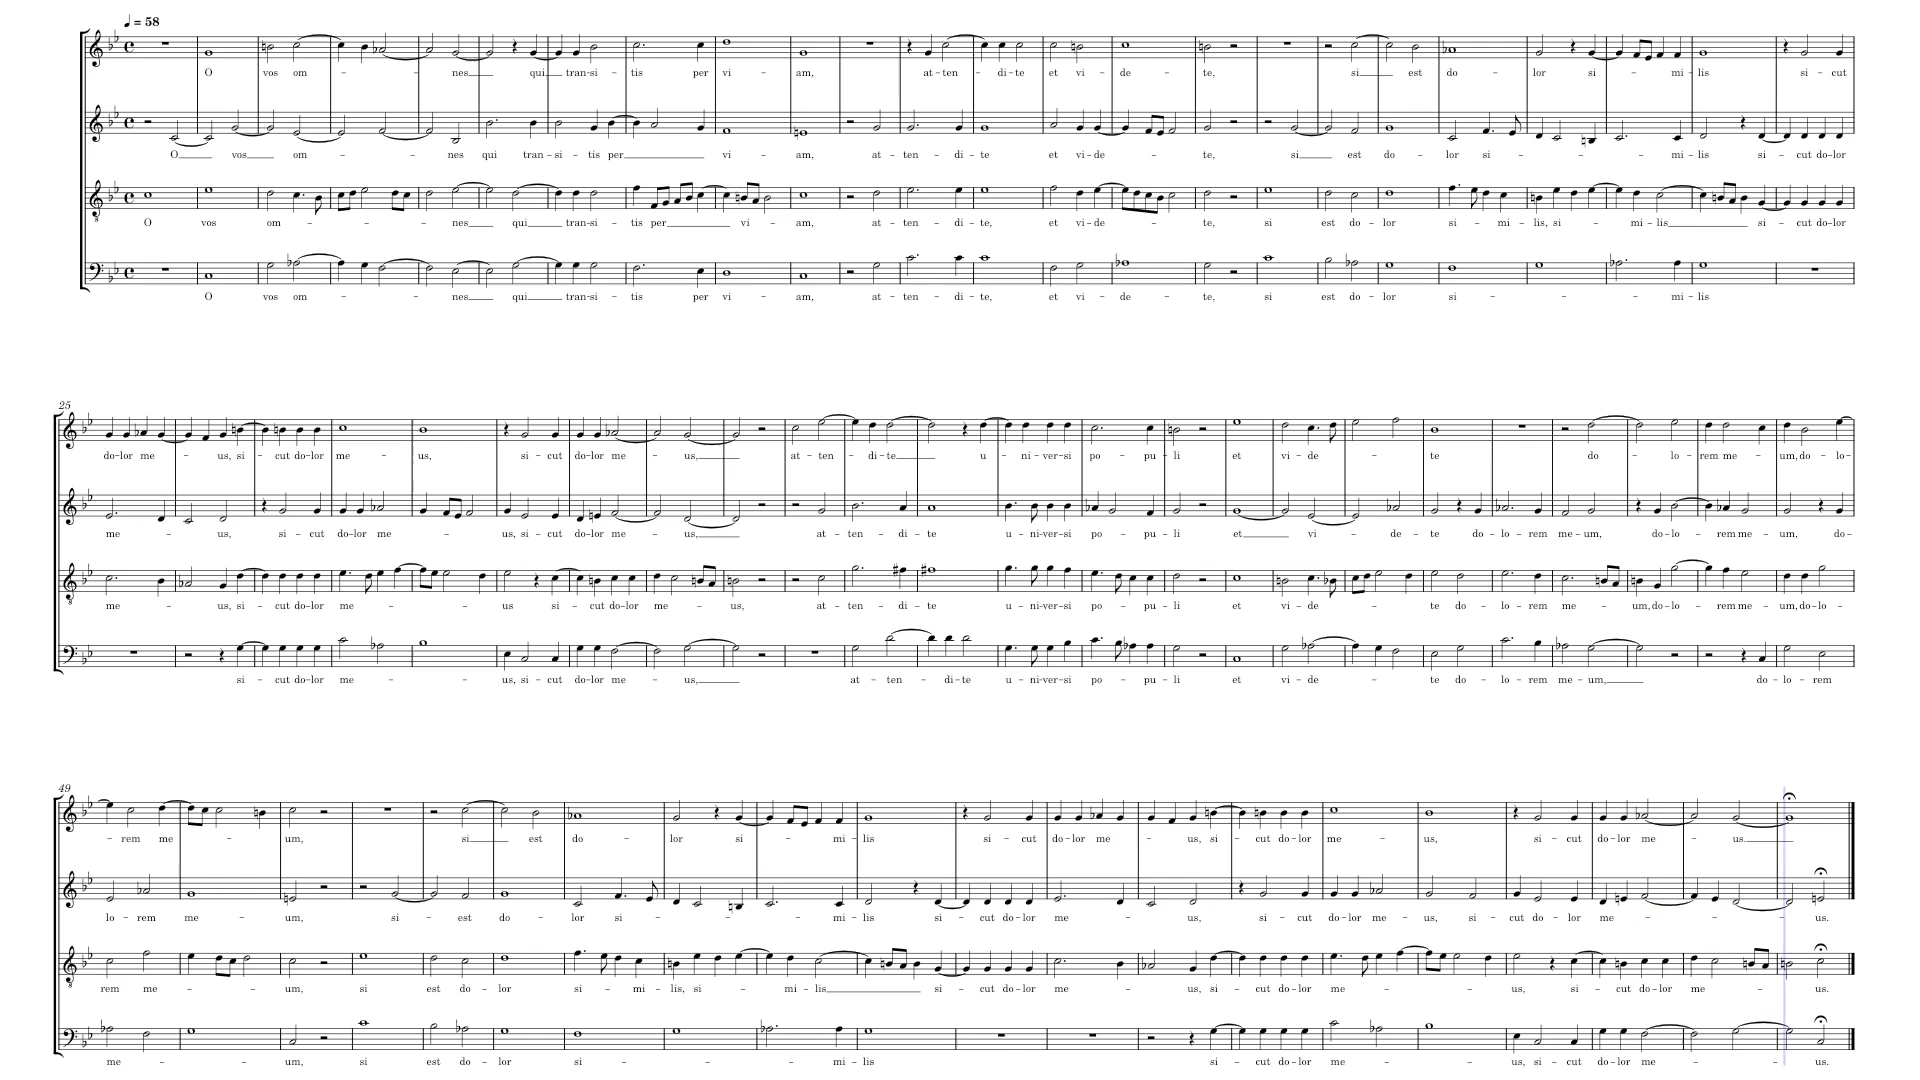 ♩ = 58
O vos om - - - nes qui tran-si - tis per vi - am, at-ten - di-te et vi - de - te, si est do - lor si - - mi-lis si - cut
O vos om - - - nes qui tran-si - tis per vi - am, at - ten - di - te et vi-de - - te, si est do - lor si - - - - mi-lis si - cut do-lor
O vos om - - - - nes qui tran-si - tis per vi - am, at - ten - di - te, et vi-de - - te, si est do - lor si - mi - lis, si - - mi-lis si - cut do-lor
O vos om - - - nes qui tran-si - tis per vi - am, at - ten - di - te, et vi - de - te, si est do - lor si - - - mi-lis
25
do-lor me - us, si - cut do-lor me - us, si - cut do-lor me - us, at - ten - di-te u - ni-ver-si po - pu - li et vi - de - - te do - lo-rem me - um, do - lo-
me - - us, si - cut do-lor me - - - us, si - cut do-lor me - us, at - ten - di - te u - ni-ver-si po - pu - li et vi - de - te do - lo - rem me - um, do-lo - rem me - um, do-
me - - us, si - cut do-lor me - - - - us si - cut do-lor me - - us, at - ten - di - te u - ni-ver-si po - pu - li et vi - de - - - te do - lo - rem me - um, do-lo - rem me - um, do-lo -
si - cut do-lor me - - us, si - cut do-lor me - us, at - ten - di-te u - ni-ver-si po - pu - li et vi - de - - te do - lo - rem me - um, do - lo - rem
49
- rem me - - um, si est do - lor si - - mi - lis si - cut do-lor me - us, si - cut do-lor me - us, si - cut do-lor me - us
lo - rem me - um, si - est do - lor si - - - - mi - lis si - cut do-lor me - us, si - cut do-lor me - us, si - cut do - lor me - - - us.
rem me - - - um, si est do - lor si - mi - lis, si - - mi - lis si - cut do-lor me - - us, si - cut do-lor me - - - - us, si - cut do-lor me - - us.
me - - um, si est do - lor si - - - mi - lis si - cut do-lor me - - us, si - cut do-lor me - - us.